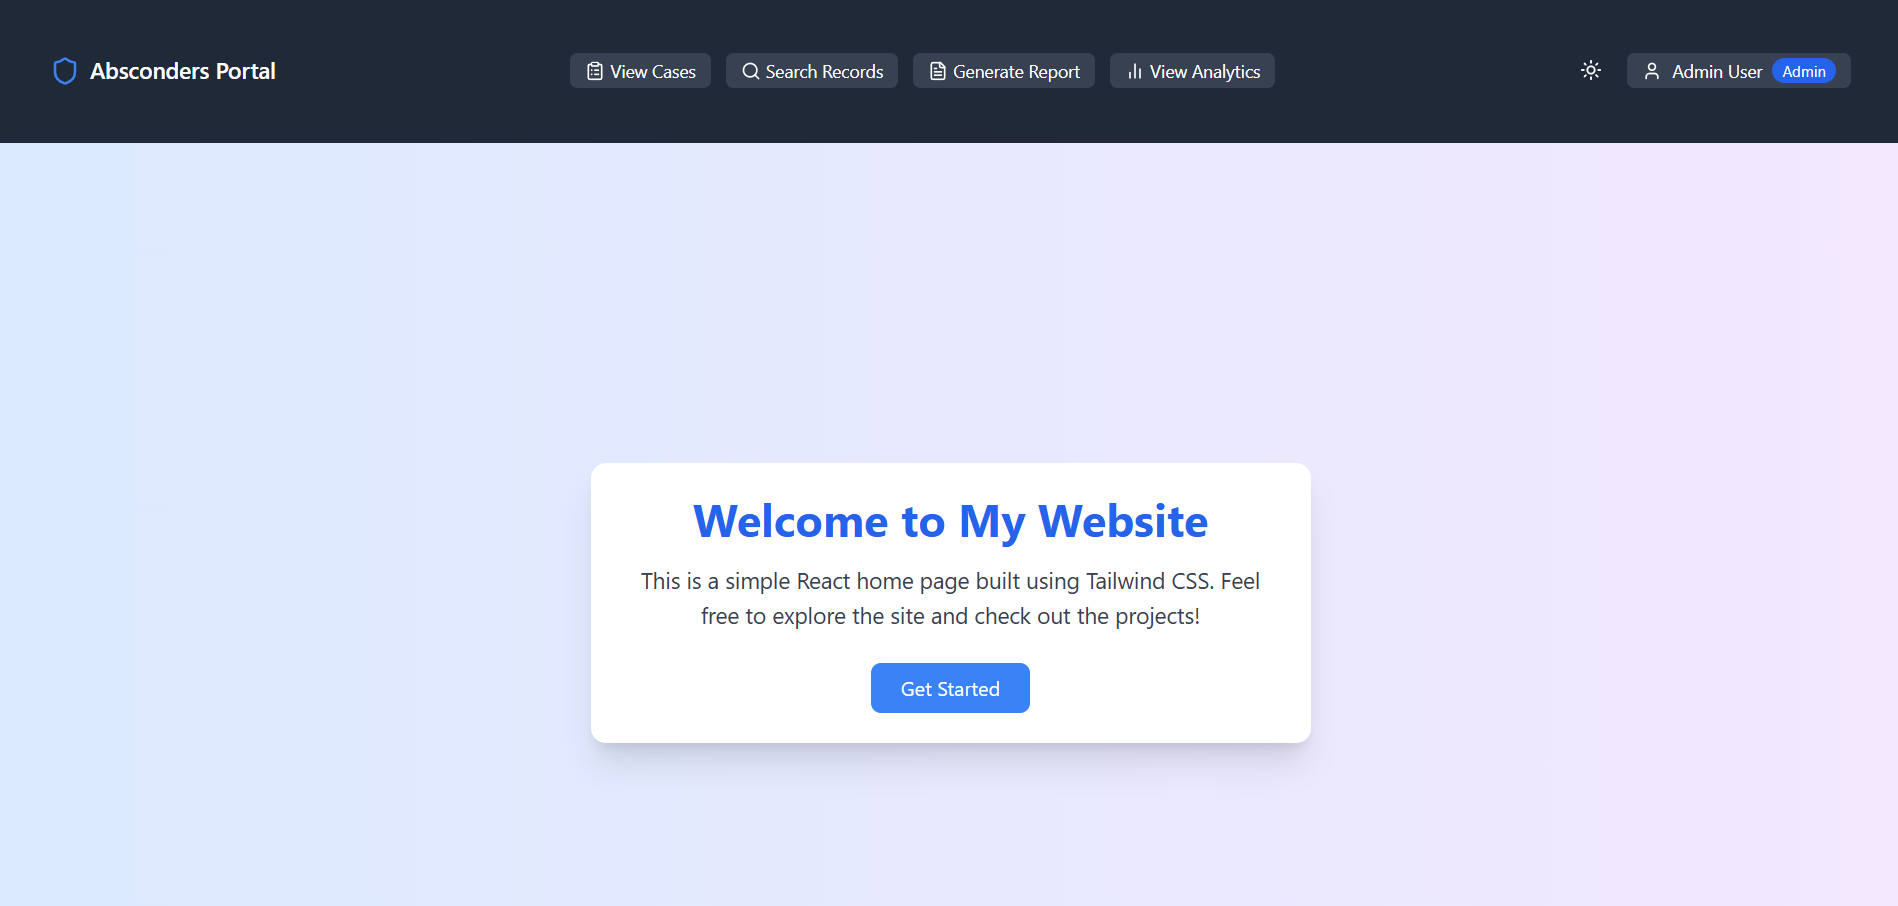 Absconders Portal
View Cases
Search Records
Generate Report
View Analytics
Admin User
Admin
Welcome to My Website
This is a simple React home page built using Tailwind CSS. Feel
free to explore the site and check out the projects!
Get Started